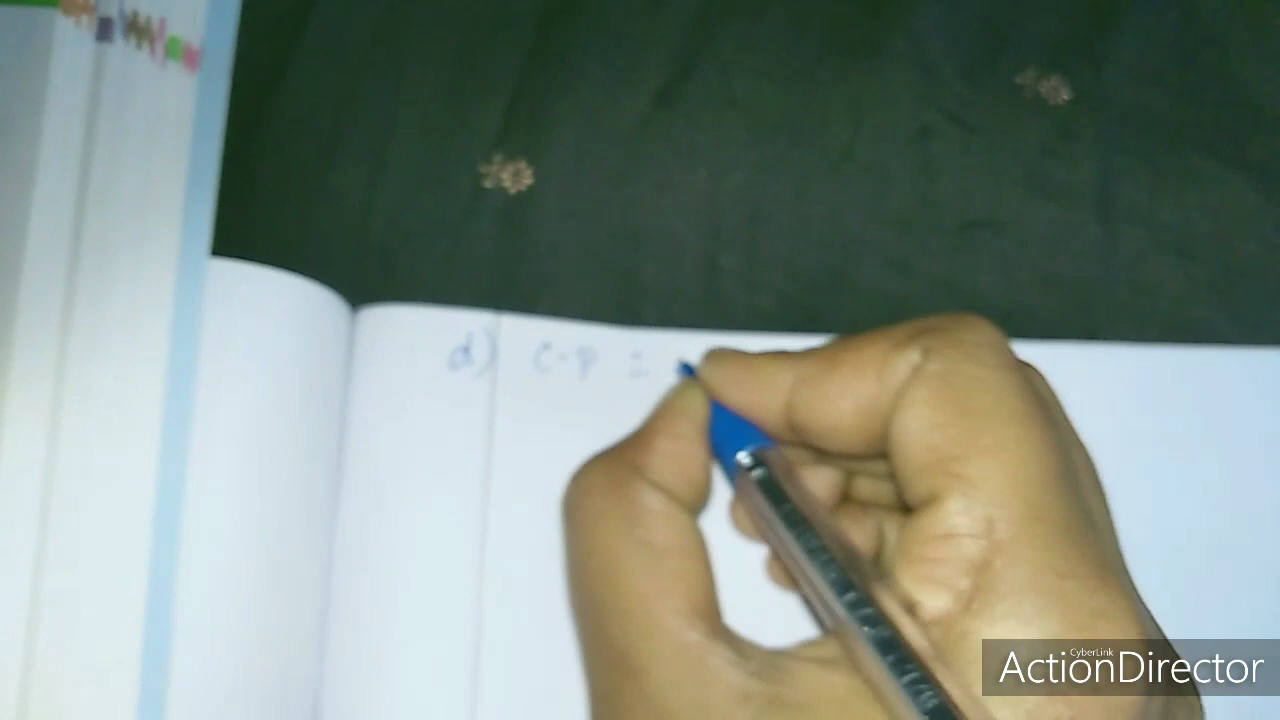 d) C-P =
CyberLink
ActionDirector